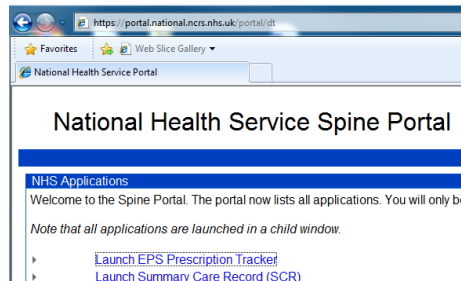 https://portal.national.ncrs.nhs.uk/portal/dt
Favorites
Web Slice Gallery
National Health Service Portal
National Health Service Spine Portal
NHS Applications
Welcome to the Spine Portal. The portal now lists all applications. You will only be
Note that all applications are launched in a child window.
Launch EPS Prescription Tracker
Launch Summary Care Record (SCR)